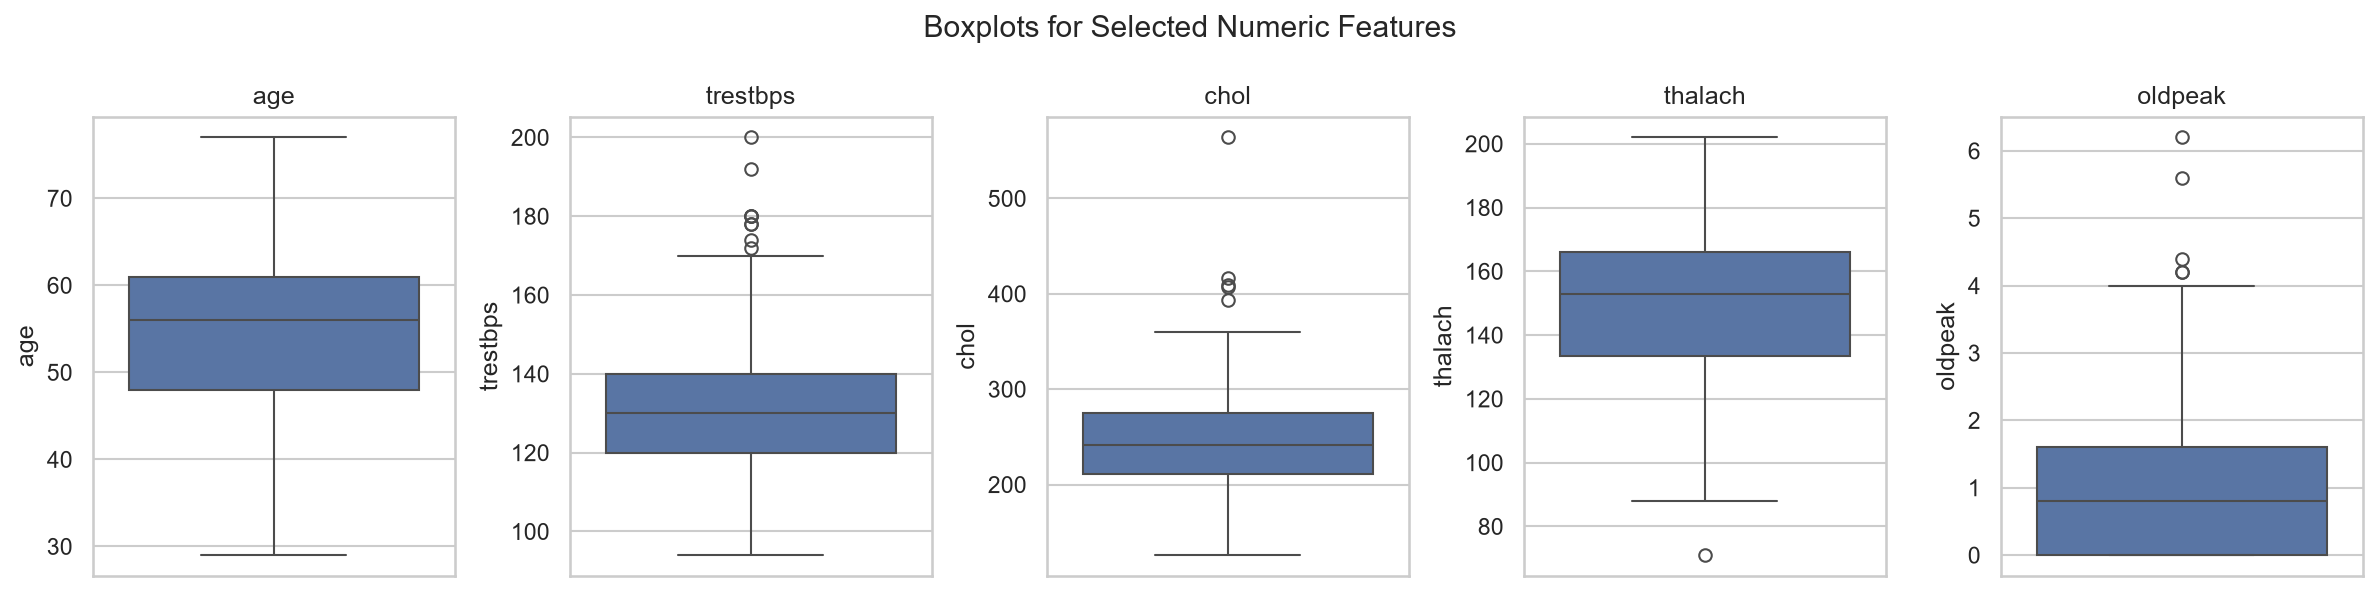 Boxplots for Selected Numeric Features
age
age
70
60
50
40
30
trestbps
trestbps
200
180
160
140
120
100
chol
chol
500
400
300
200
thalach
thalach
200
180
160
140
120
100
80
oldpeak
oldpeak
6
5
4
3
2
1
0